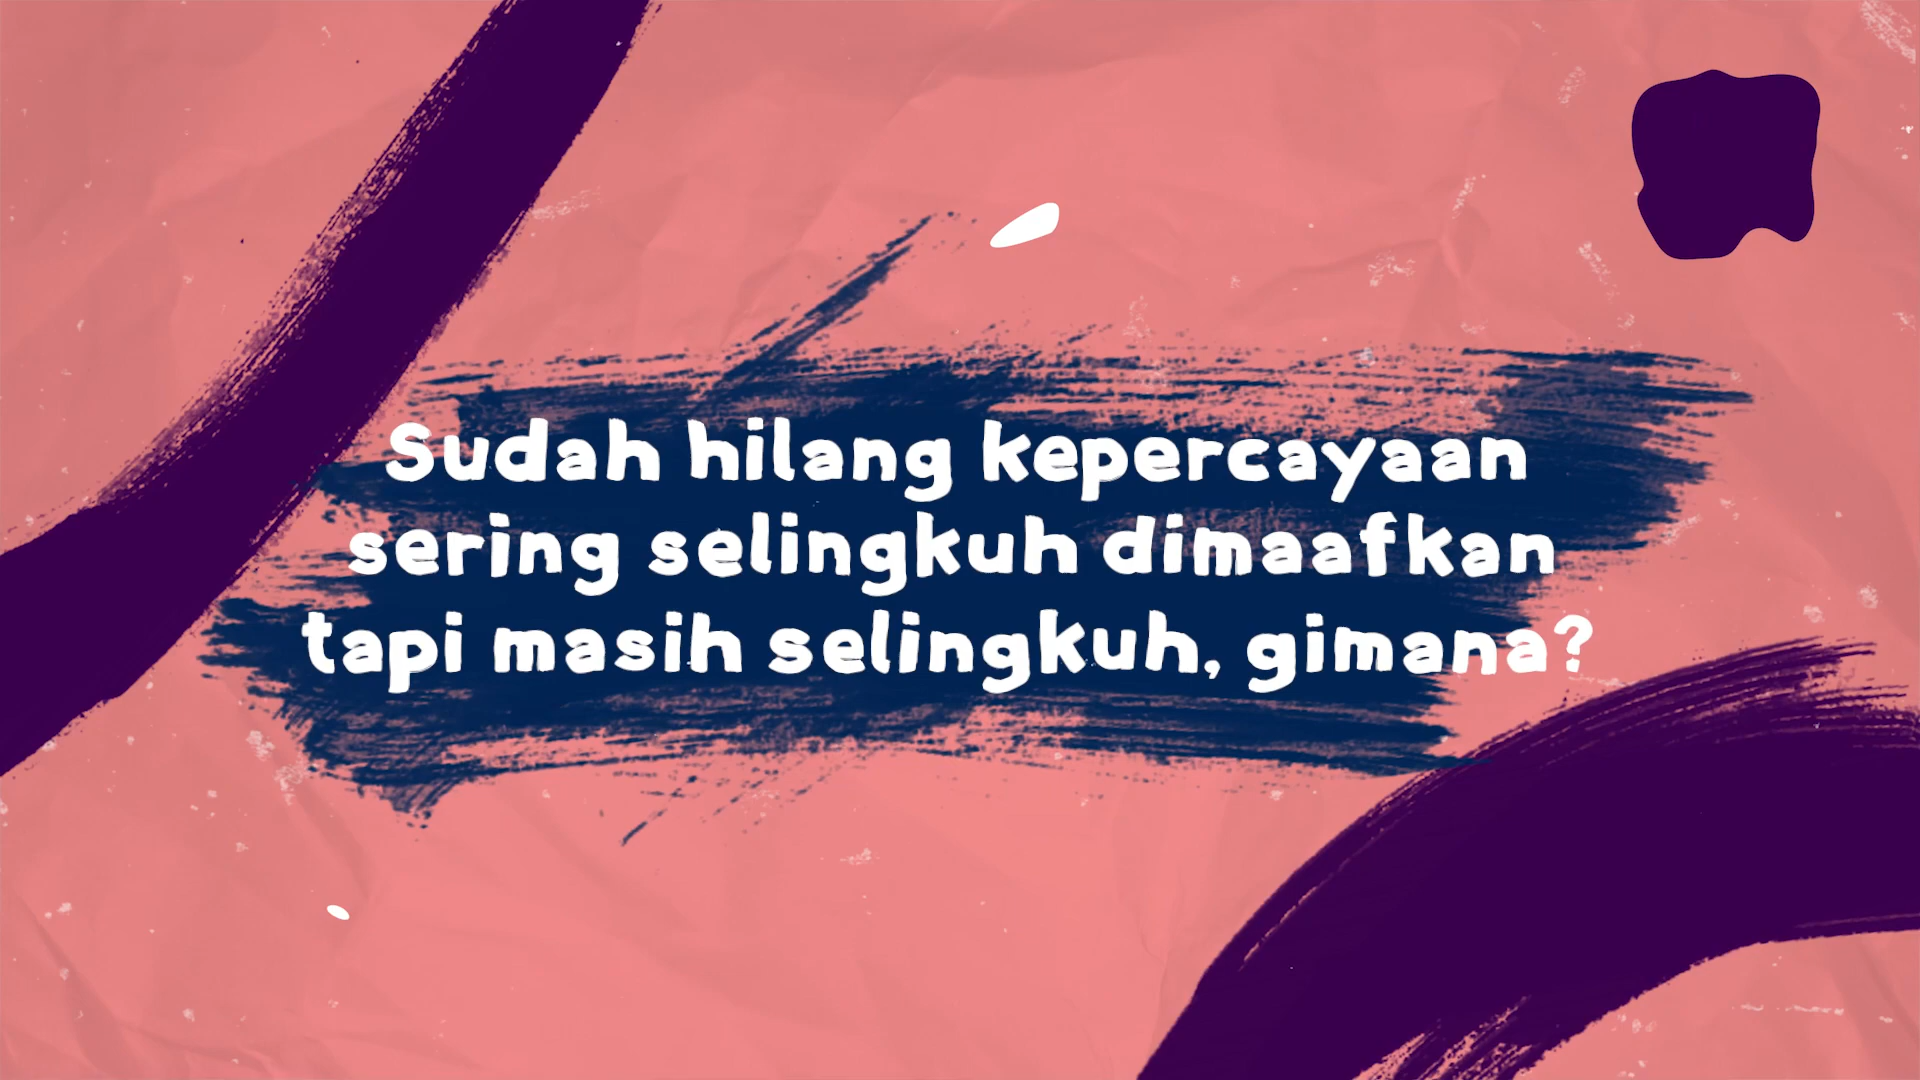 Sudah hilang kepercayaan
sering selingkuh dimaafkan
tapi masih selingkuh, gimana?